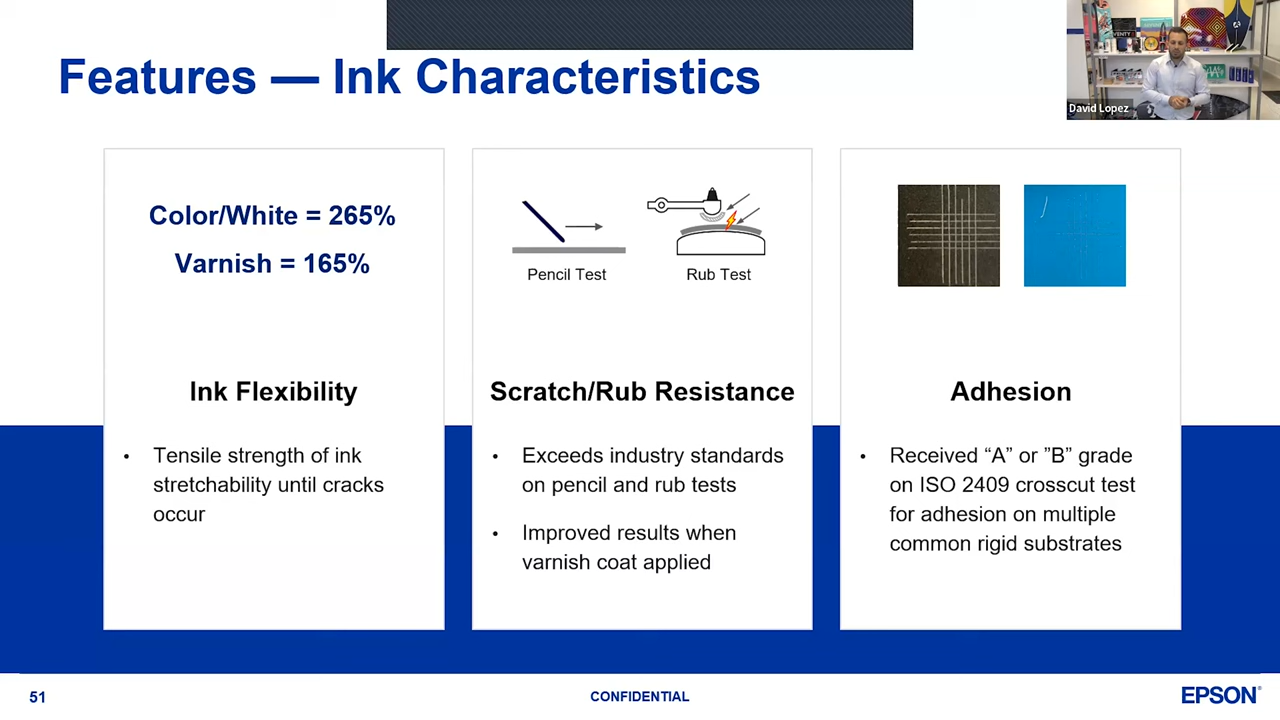 Features — Ink Characteristics
David Lopez
Color/White = 265%
Varnish = 165%
Ink Flexibility
• Tensile strength of ink
stretchability until cracks
occur
Pencil Test
Rub Test
Scratch/Rub Resistance
• Exceeds industry standards
on pencil and rub tests
• Improved results when
varnish coat applied
Adhesion
• Received “A” or ”B” grade
on ISO 2409 crosscut test
for adhesion on multiple
common rigid substrates
51
CONFIDENTIAL
EPSON®